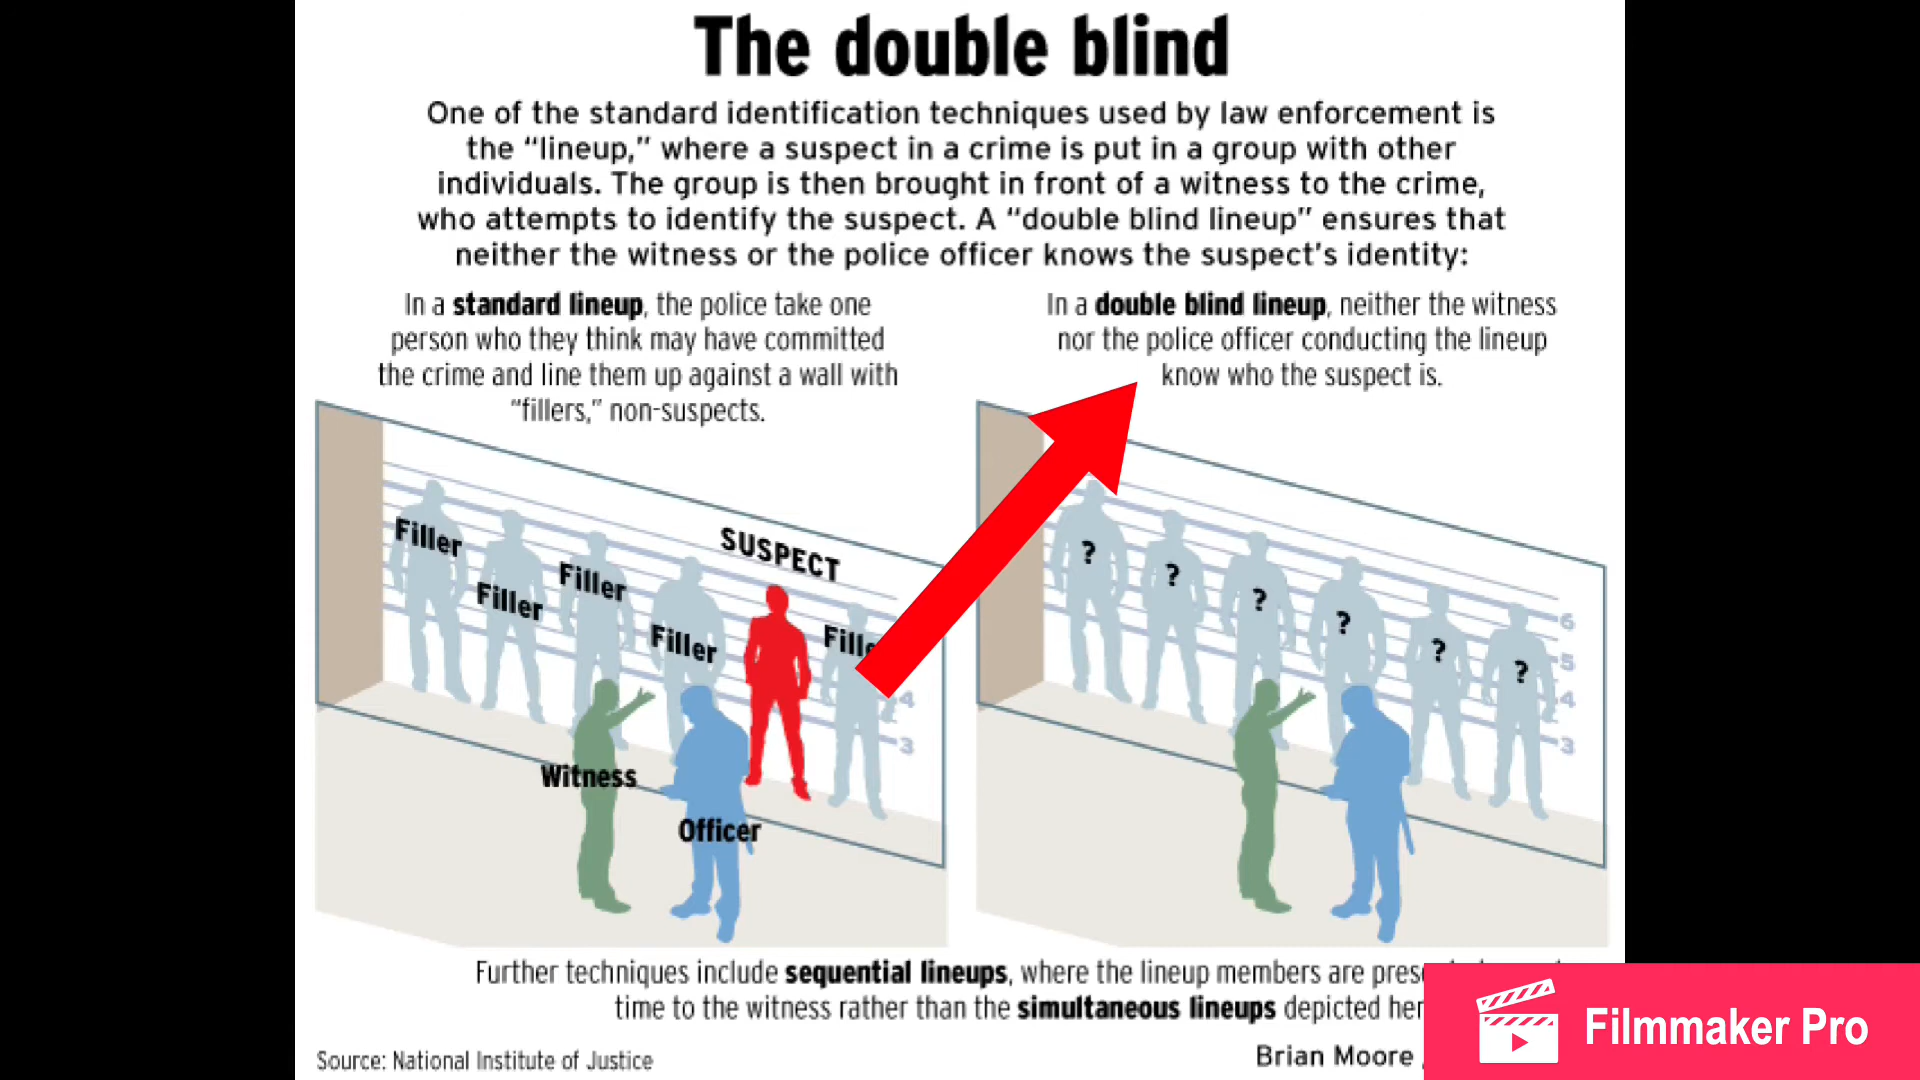 The double blind
One of the standard identification techniques used by law enforcement is
the “lineup,” where a suspect in a crime is put in a group with other
individuals. The group is then brought in front of a witness to the crime,
who attempts to identify the suspect. A “double blind lineup” ensures that
neither the witness or the police officer knows the suspect’s identity:
In a standard lineup, the police take one
person who they think may have committed
the crime and line them up against a wall with
“fillers,” non-suspects.
In a double blind lineup, neither the witness
nor the police officer conducting the lineup
know who the suspect is.
Filler
Filler
Filler
Filler
SUSPECT
Witness
Officer
4
3
?
?
?
?
?
?
6
5
4
3
Further techniques include sequential lineups, where the lineup members are
time to the witness rather than the simultaneous lineups depicted
Source: National Institute of Justice
Brian Moore
Filmmaker Pro